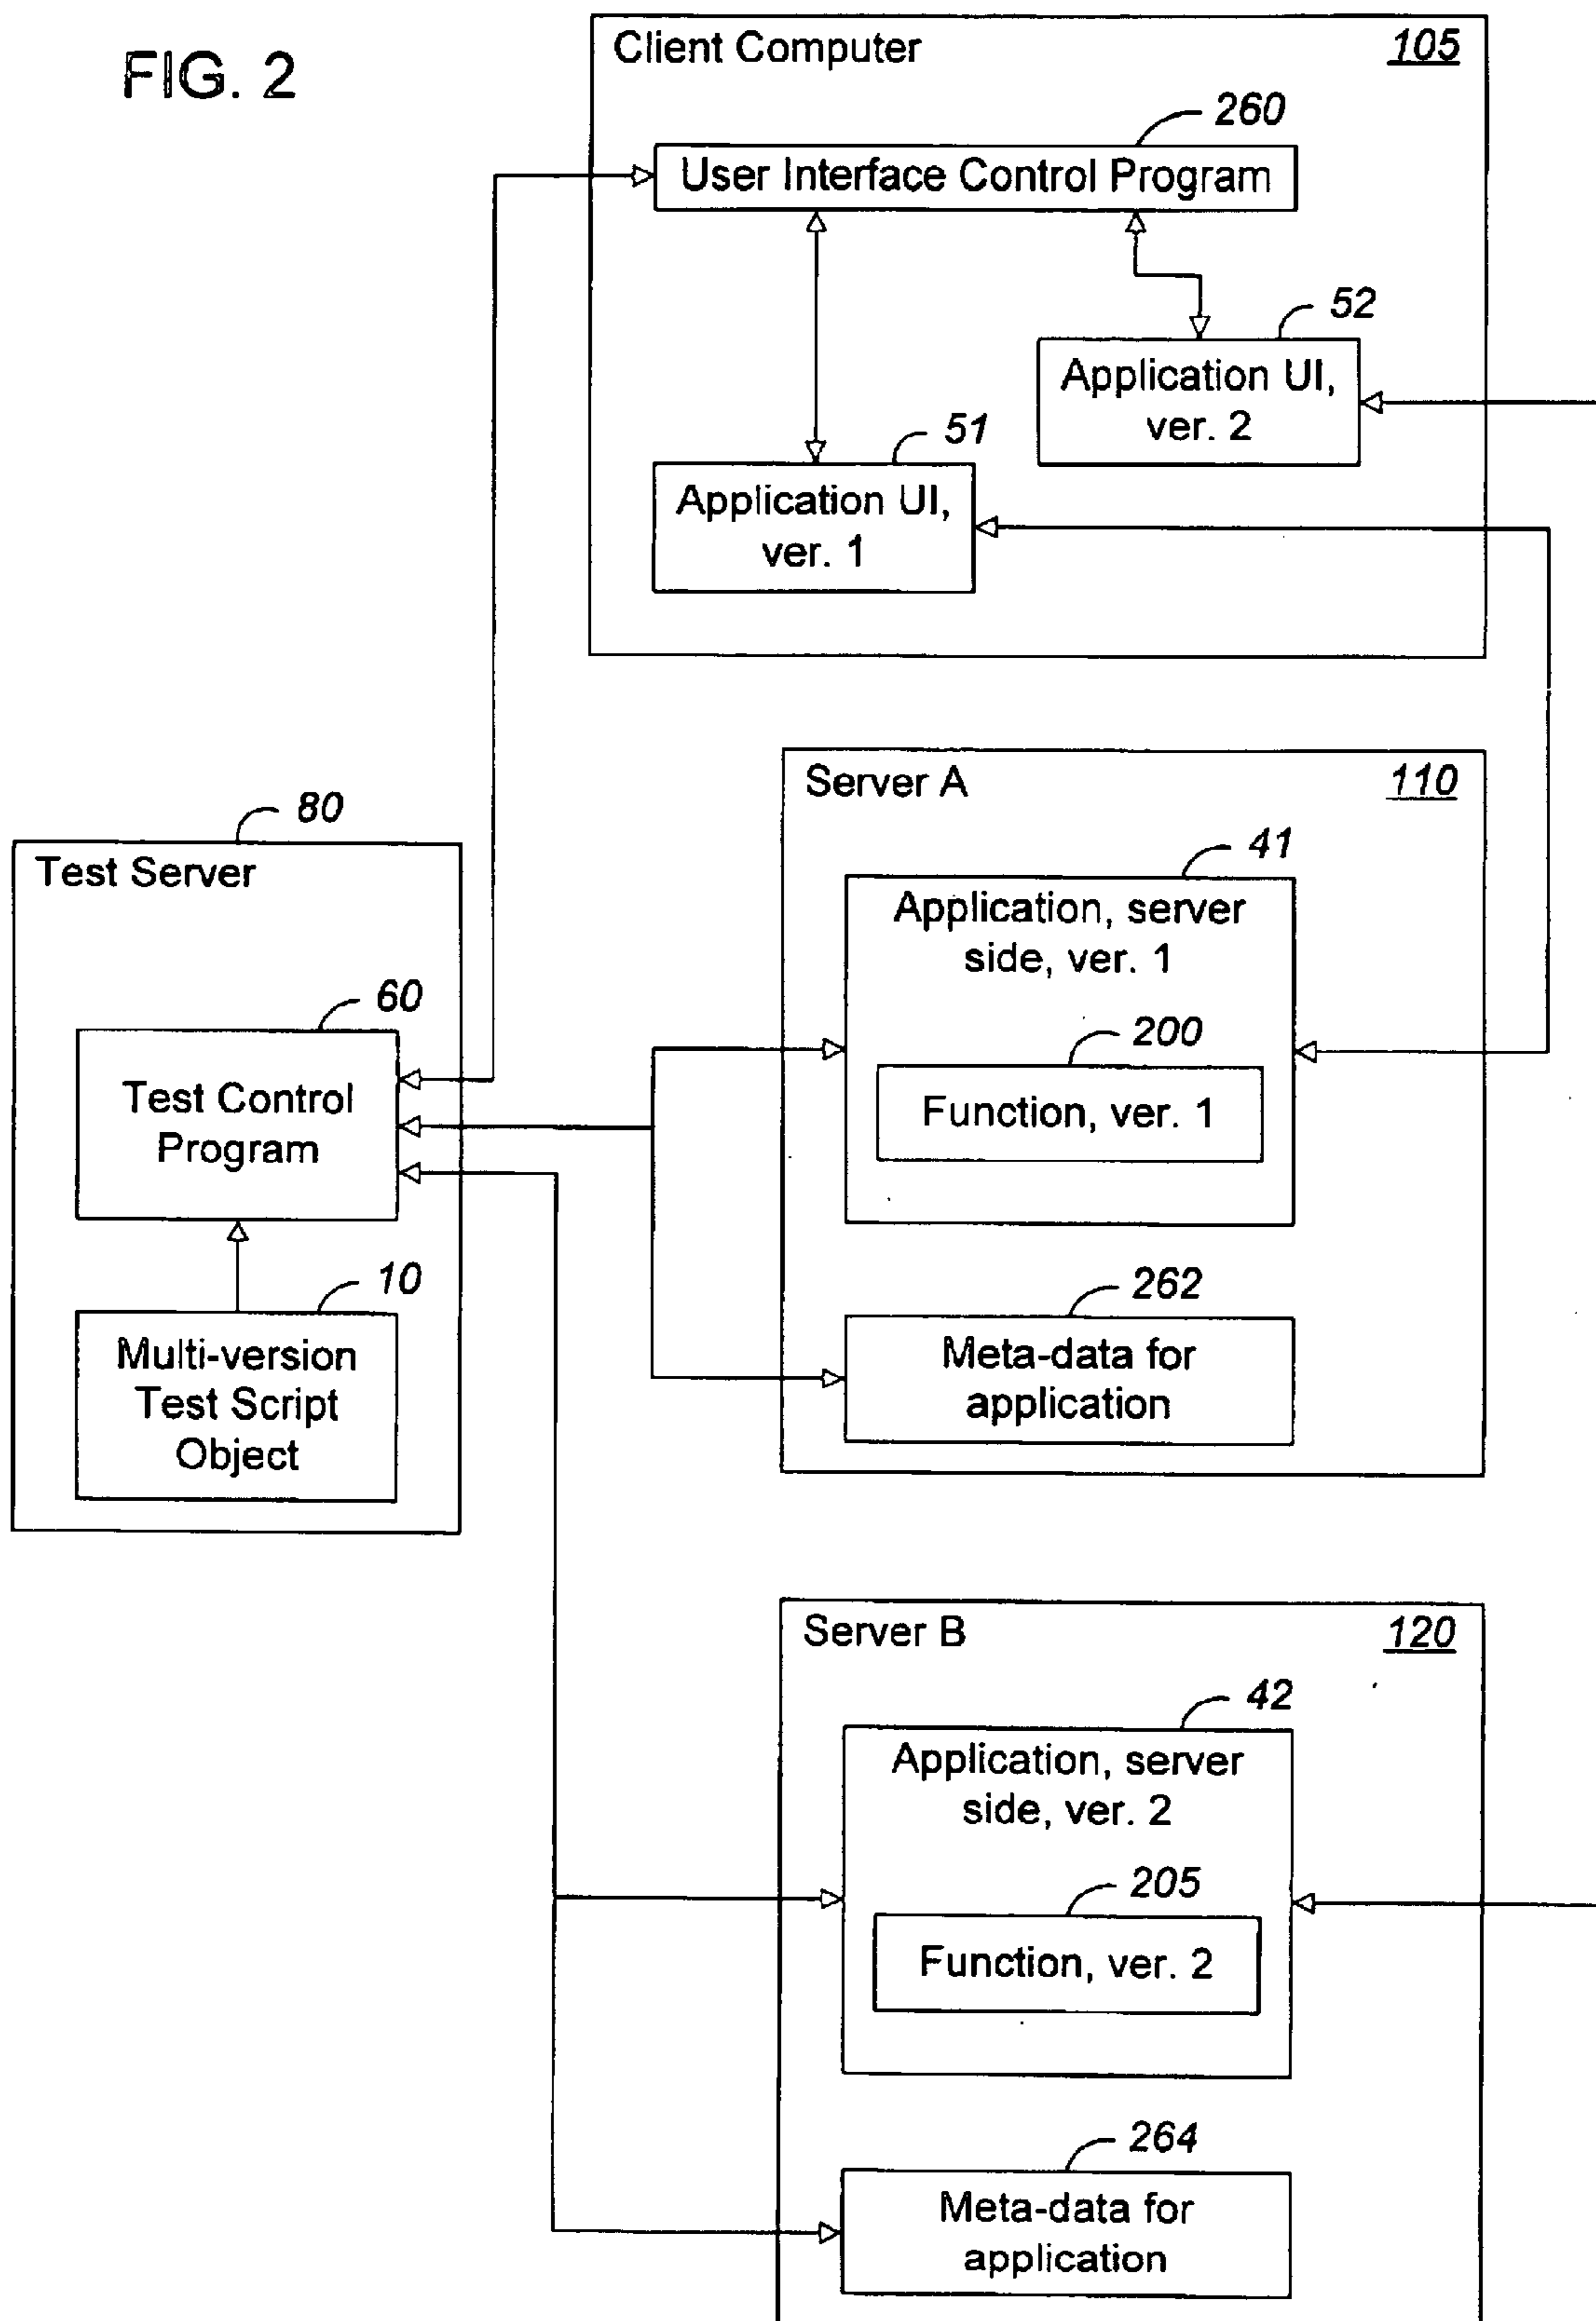 FIG. 2
Client Computer 105
260
User Interface Control Program
52
Application UI,
ver. 2
51
Application UI,
ver. 1
Server A 110
41
Application, server
side, ver. 1
200
Function, ver. 1
262
Meta-data for
application
80
Test Server
60
Test Control
Program
10
Multi-version
Test Script
Object
Server B 120
42
Application, server
side, ver. 2
205
Function, ver. 2
264
Meta-data for
application